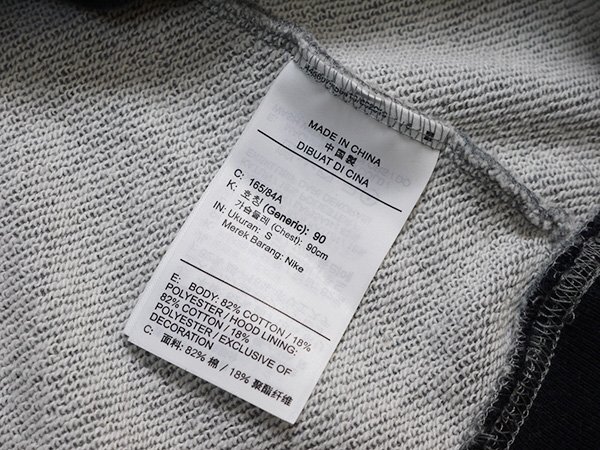 MADE IN CHINA
中国製
DIBUAT DI CINA
C: 165/84A
K: 호칭 (Generic): 90
가슴둘레 (Chest): 90cm
IN: Ukuran: S
Merek Barang: Nike
E: BODY: 82% COTTON / 18%
POLYESTER / HOOD LINING:
82% COTTON / 18%
POLYESTER, EXCLUSIVE OF
DECORATION
C: 面料: 82% 棉 / 18% 聚酯纤维